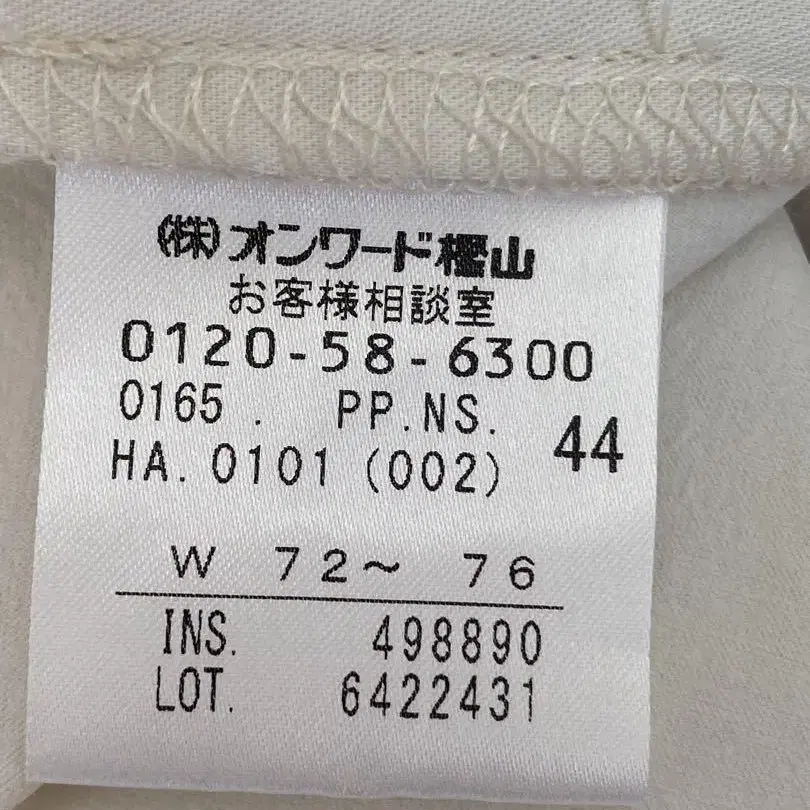 (株)オンワード樫山
お客様相談室
0120-58-6300
0165 . PP.NS.
HA. 0101 (002) 44
W 72〜 76
INS. 498890
LOT. 6422431